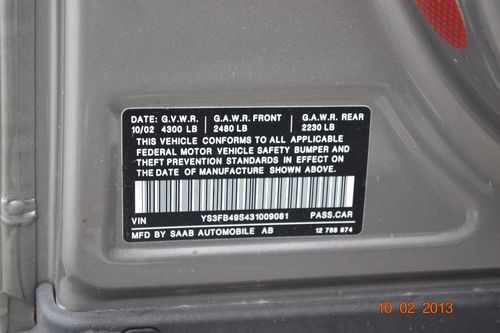 DATE: G.V.W.R. G.A.W.R. FRONT G.A.W.R. REAR
10/02 4300 LB 2480 LB 2230 LB
THIS VEHICLE CONFORMS TO ALL APPLICABLE
FEDERAL MOTOR VEHICLE SAFETY BUMPER AND
THEFT PREVENTION STANDARDS IN EFFECT ON
THE DATE OF MANUFACTURE SHOWN ABOVE.
VIN YS3FB49S431009081 PASS.CAR
MFD BY SAAB AUTOMOBILE AB 12 788 674
10 02 2013